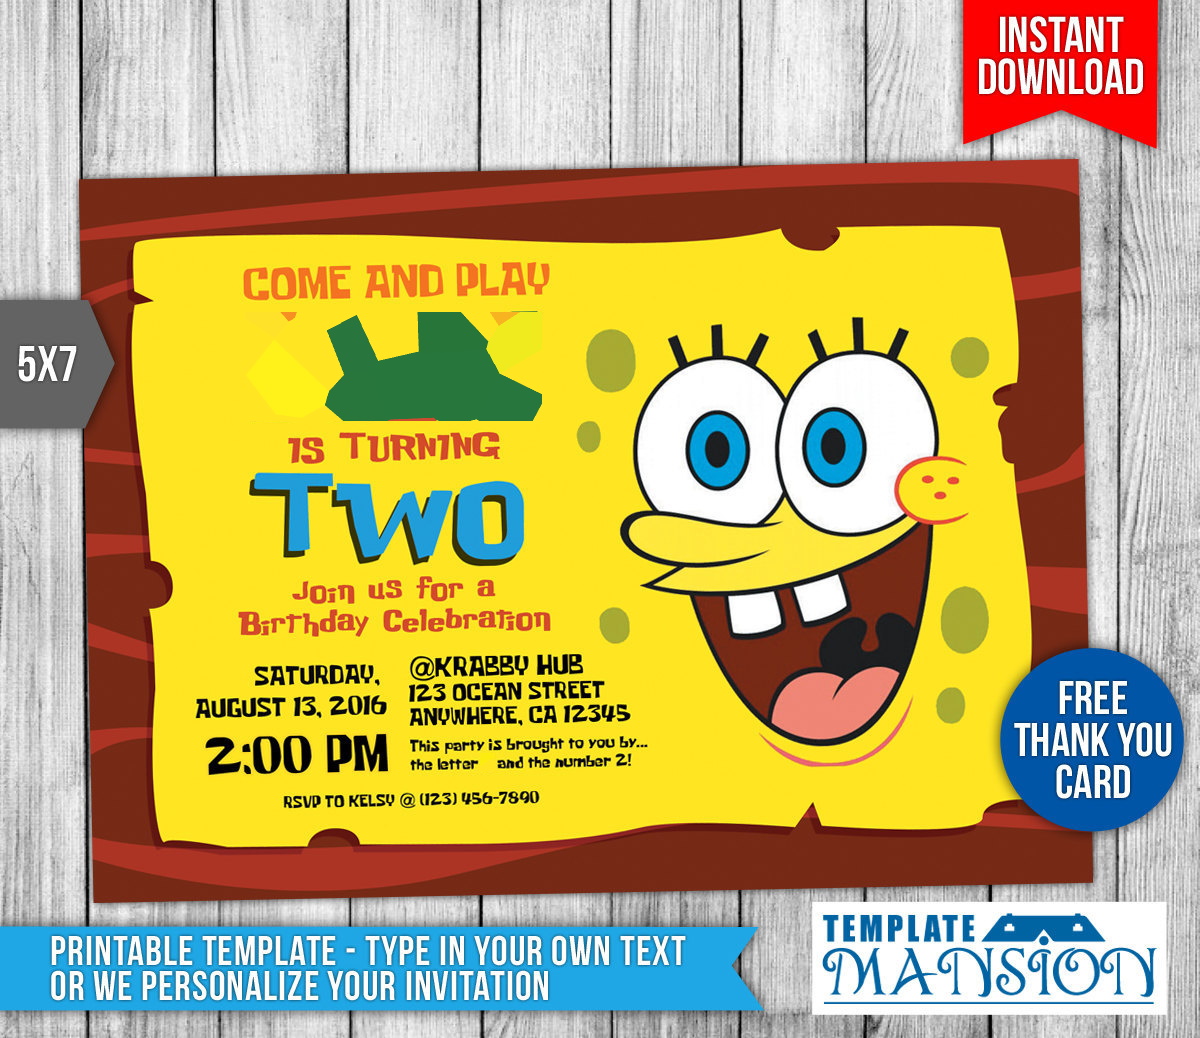 INSTANT
DOWNLOAD
5X7
COME AND PLAY
IS TURNING
TWO
Join us for a
Birthday Celebration
SATURDAY,
AUGUST 13, 2016
2:00 PM
@KRABBY HUB
123 OCEAN STREET
ANYWHERE, CA 12345
This party is brought to you by...
the letter and the number 2!
RSVP TO KELSY @ (123) 456-7890
FREE
THANK YOU
CARD
PRINTABLE TEMPLATE - TYPE IN YOUR OWN TEXT
OR WE PERSONALIZE YOUR INVITATION
TEMPLATE
MANSION